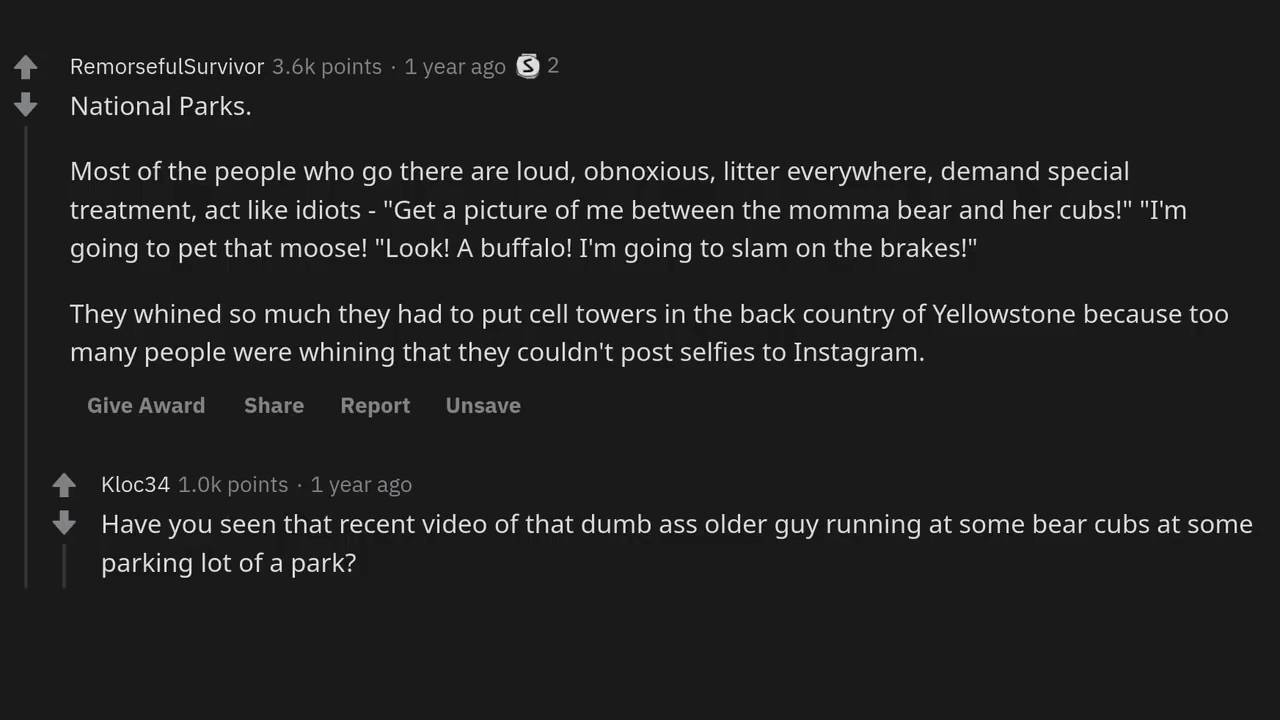 RemorsefulSurvivor 3.6k points · 1 year ago S 2
National Parks.
Most of the people who go there are loud, obnoxious, litter everywhere, demand special
treatment, act like idiots - "Get a picture of me between the momma bear and her cubs!" "I'm
going to pet that moose! "Look! A buffalo! I'm going to slam on the brakes!"
They whined so much they had to put cell towers in the back country of Yellowstone because too
many people were whining that they couldn't post selfies to Instagram.
Give Award Share Report Unsave
Kloc34 1.0k points · 1 year ago
Have you seen that recent video of that dumb ass older guy running at some bear cubs at some
parking lot of a park?